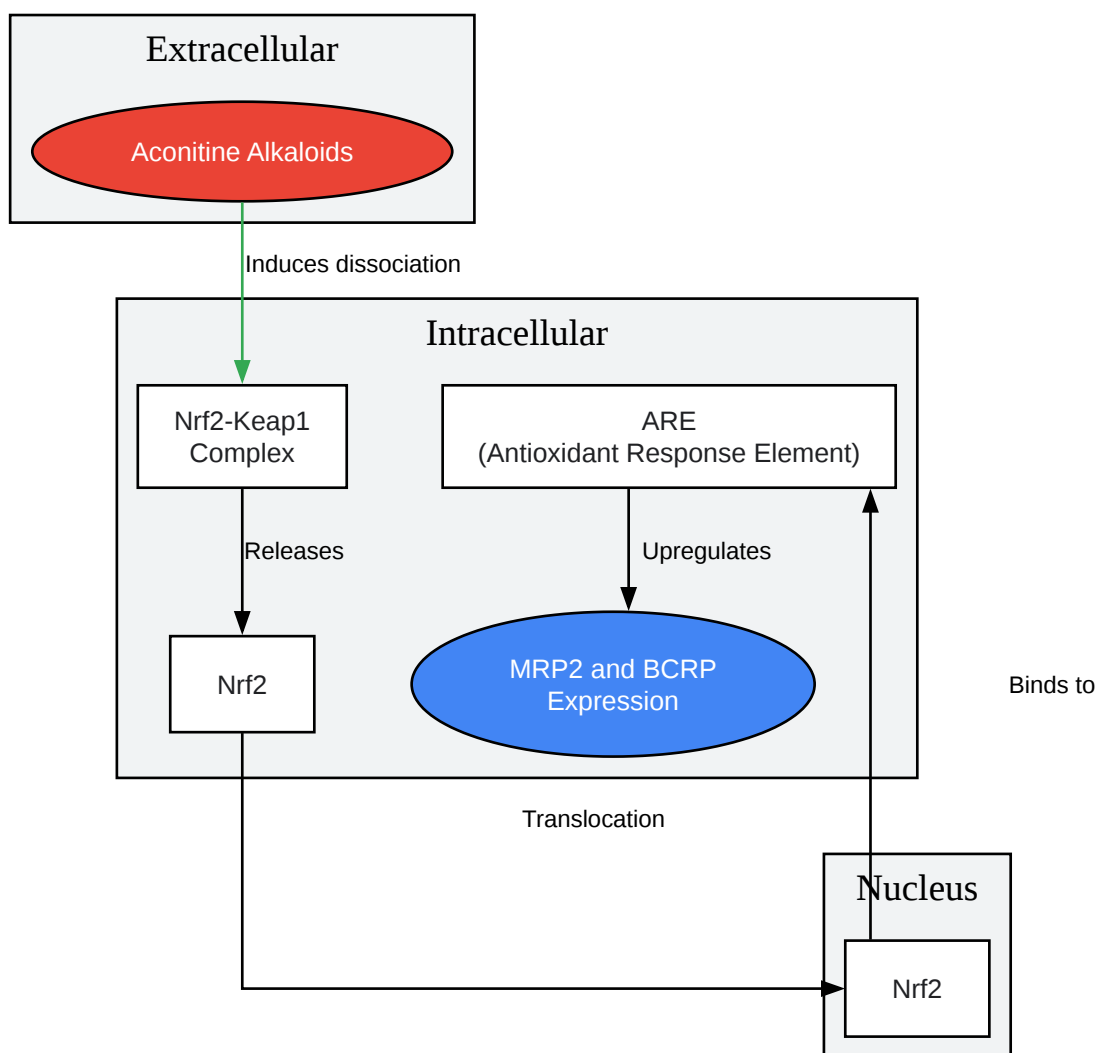 Extracellular
Aconitine Alkaloids
Induces dissociation
Intracellular
Nrf2-Keap1
Complex
ARE
(Antioxidant Response Element)
Releases
Upregulates
Nrf2
MRP2 and BCRP
Expression
Binds to
Translocation
Nucleus
Nrf2